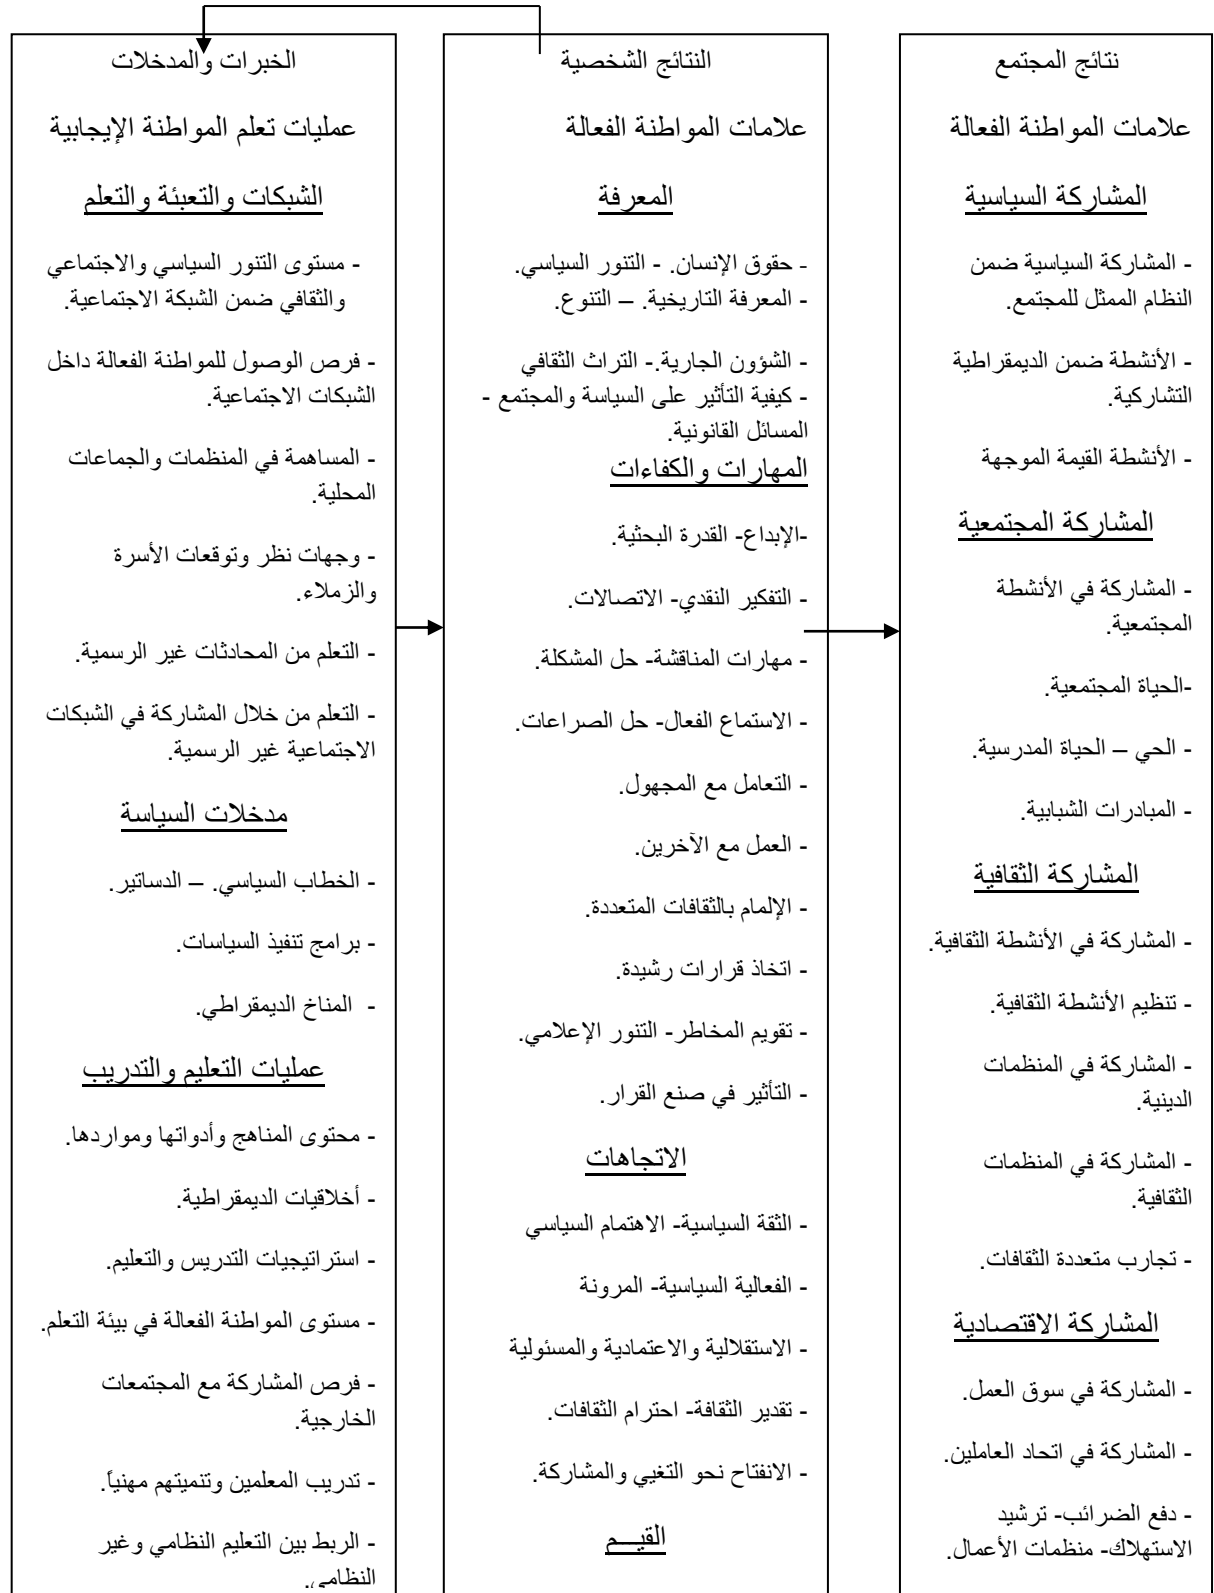 نتائج المجتمع
علامات المواطنة الفعالة
المشاركة السياسية
- المشاركة السياسية ضمن
النظام الممثل للمجتمع.
- الأنشطة ضمن الديمقراطية
التشاركية.
- الأنشطة القيمة الموجهة
المشاركة المجتمعية
- المشاركة في الأنشطة
المجتمعية.
-الحياة المجتمعية.
- الحي – الحياة المدرسية.
- المبادرات الشبابية.
المشاركة الثقافية
- المشاركة في الأنشطة الثقافية.
- تنظيم الأنشطة الثقافية.
- المشاركة في المنظمات
الدينية.
- المشاركة في المنظمات
الثقافية.
- تجارب متعددة الثقافات.
المشاركة الاقتصادية
- المشاركة في سوق العمل.
- المشاركة في اتحاد العاملين.
- دفع الضرائب- ترشيد
الاستهلاك- منظمات الأعمال.
النتائج الشخصية
علامات المواطنة الفعالة
المعرفة
- حقوق الإنسان. - التنور السياسي.
- المعرفة التاريخية. – التنوع.
- الشؤون الجارية.- التراث الثقافي
- كيفية التأثير على السياسة والمجتمع -
المسائل القانونية.
المهارات والكفاءات
-الإبداع- القدرة البحثية.
- التفكير النقدي- الاتصالات.
- مهارات المناقشة- حل المشكلة.
- الاستماع الفعال- حل الصراعات.
- التعامل مع المجهول.
- العمل مع الآخرين.
- الإلمام بالثقافات المتعددة.
- اتخاذ قرارات رشيدة.
- تقويم المخاطر- التنور الإعلامي.
- التأثير في صنع القرار.
الاتجاهات
- الثقة السياسية- الاهتمام السياسي
- الفعالية السياسية- المرونة
- الاستقلالية والاعتمادية والمسئولية
- تقدير الثقافة- احترام الثقافات.
- الانفتاح نحو التغيي والمشاركة.
القيـــم
الخبرات والمدخلات
عمليات تعلم المواطنة الإيجابية
الشبكات والتعبئة والتعلم
- مستوى التنور السياسي والاجتماعي
والثقافي ضمن الشبكة الاجتماعية.
- فرص الوصول للمواطنة الفعالة داخل
الشبكات الاجتماعية.
- المساهمة في المنظمات والجماعات
المحلية.
- وجهات نظر وتوقعات الأسرة
والزملاء.
- التعلم من المحادثات غير الرسمية.
- التعلم من خلال المشاركة في الشبكات
الاجتماعية غير الرسمية.
مدخلات السياسة
- الخطاب السياسي. – الدساتير.
- برامج تنفيذ السياسات.
- المناخ الديمقراطي.
عمليات التعليم والتدريب
- محتوى المناهج وأدواتها ومواردها.
- أخلاقيات الديمقراطية.
- استراتيجيات التدريس والتعليم.
- مستوى المواطنة الفعالة في بيئة التعلم.
- فرص المشاركة مع المجتمعات
الخارجية.
- تدريب المعلمين وتنميتهم مهنياً.
- الربط بين التعليم النظامي وغير
النظامي.